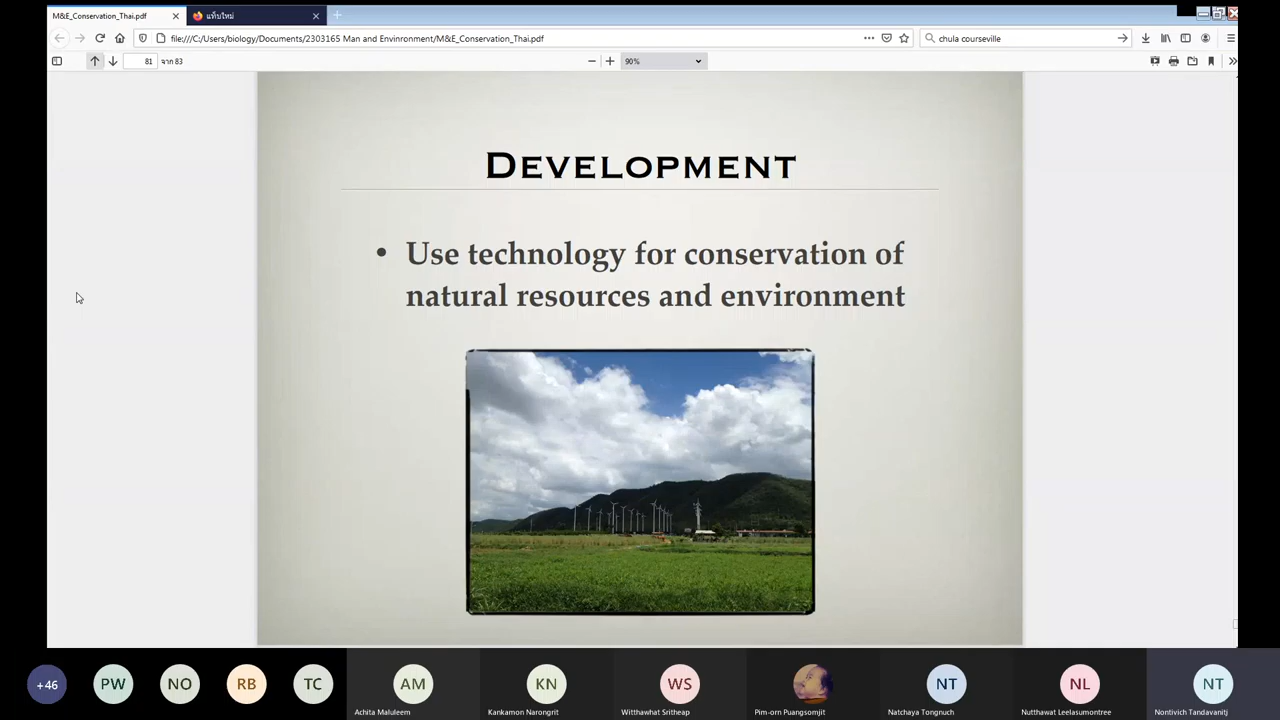 M&E_Conservation_Thai.pdf
แท็บใหม่
file:///C:/Users/biology/Documents/2303165 Man and Envinronment/M&E_Conservation_Thai.pdf
chula courseville
81
จาก 83
90%
DEVELOPMENT
• Use technology for conservation of
natural resources and environment
+46
PW
NO
RB
TC
AM
KN
WS
NT
NL
NT
Achita Maluleem
Kankamon Narongrit
Witthawhat Sritheap
Pim-orn Puangsomjit
Natchaya Tongnuch
Nutthawat Leelasumontree
Nontivich Tandavanitj